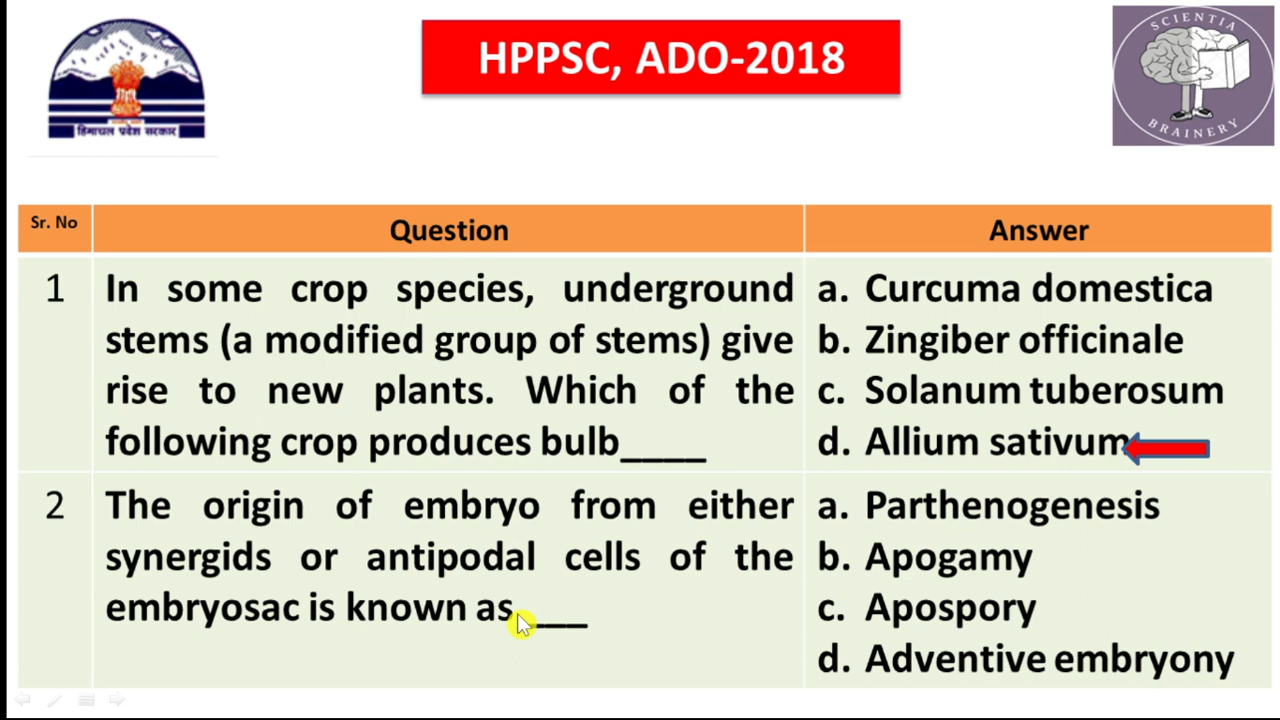 HPPSC, ADO-2018
हिमाचल प्रदेश सरकार
SCIENTIA
BRAINERY
Sr. No
Question
Answer
1
In some crop species, underground
stems (a modified group of stems) give
rise to new plants. Which of the
following crop produces bulb____
a. Curcuma domestica
b. Zingiber officinale
c. Solanum tuberosum
d. Allium sativum
2
The origin of embryo from either
synergids or antipodal cells of the
embryosac is known as____
a. Parthenogenesis
b. Apogamy
c. Apospory
d. Adventive embryony